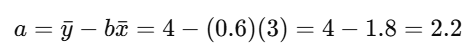 a = ȳ − bx̄ = 4 − (0.6)(3) = 4 − 1.8 = 2.2